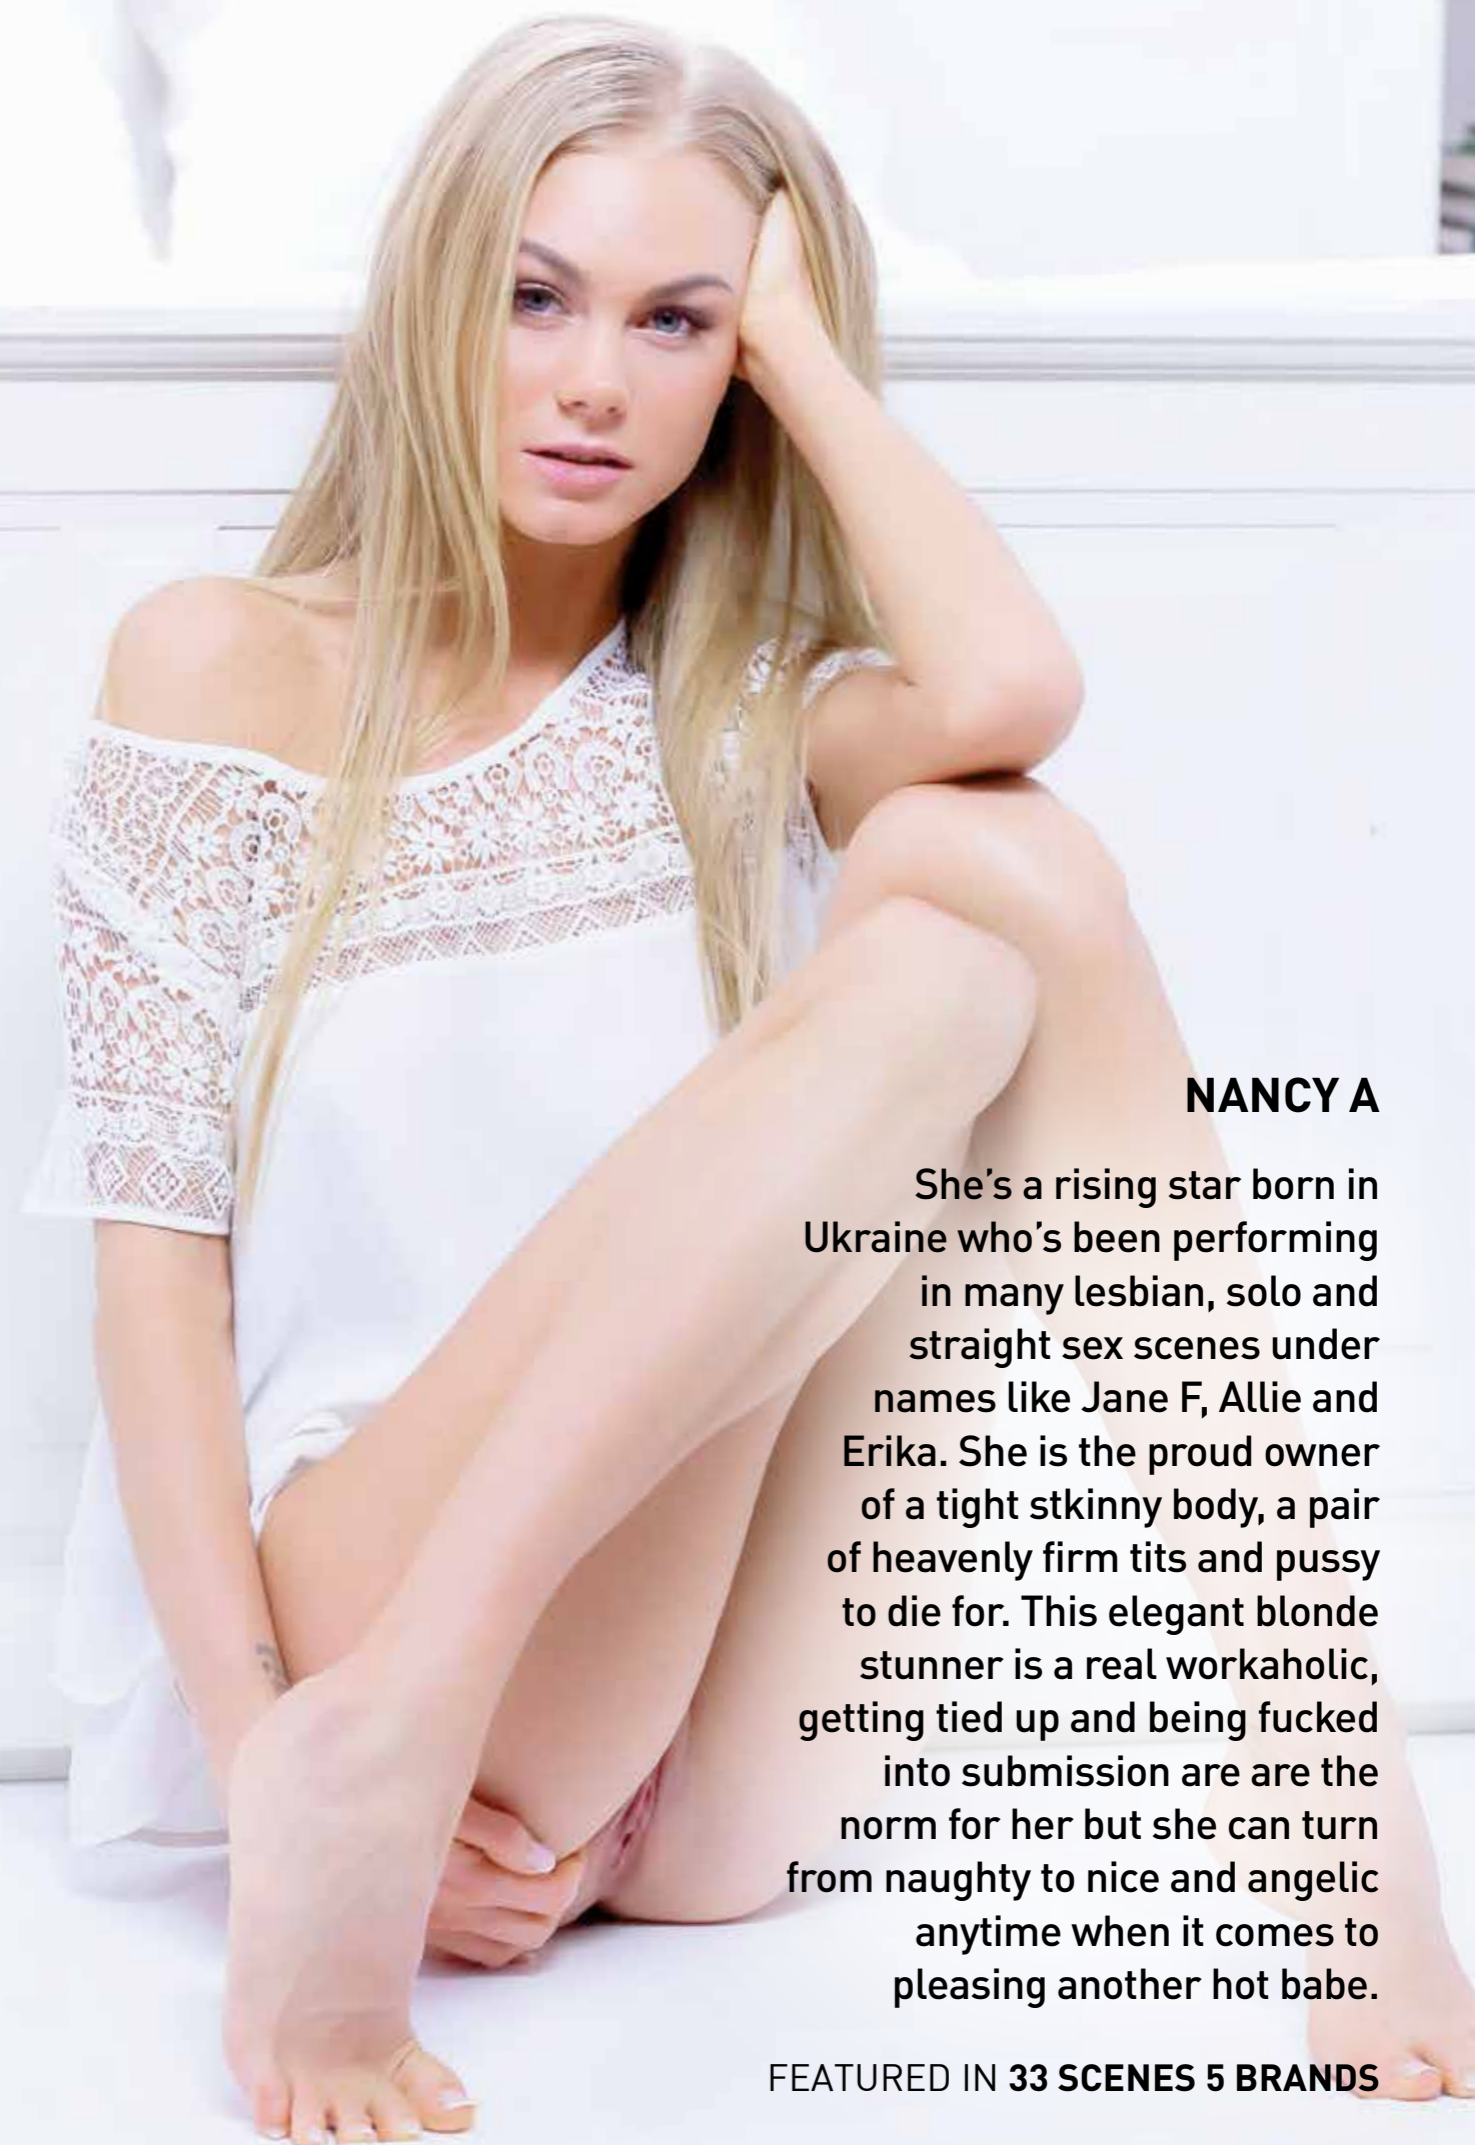 NANCY A
She's a rising star born in
Ukraine who's been performing
in many lesbian, solo and
straight sex scenes under
names like Jane F, Allie and
Erika. She is the proud owner
of a tight stkinny body, a pair
of heavenly firm tits and pussy
to die for. This elegant blonde
stunner is a real workaholic,
getting tied up and being fucked
into submission are are the
norm for her but she can turn
from naughty to nice and angelic
anytime when it comes to
pleasing another hot babe.
FEATURED IN 33 SCENES 5 BRANDS